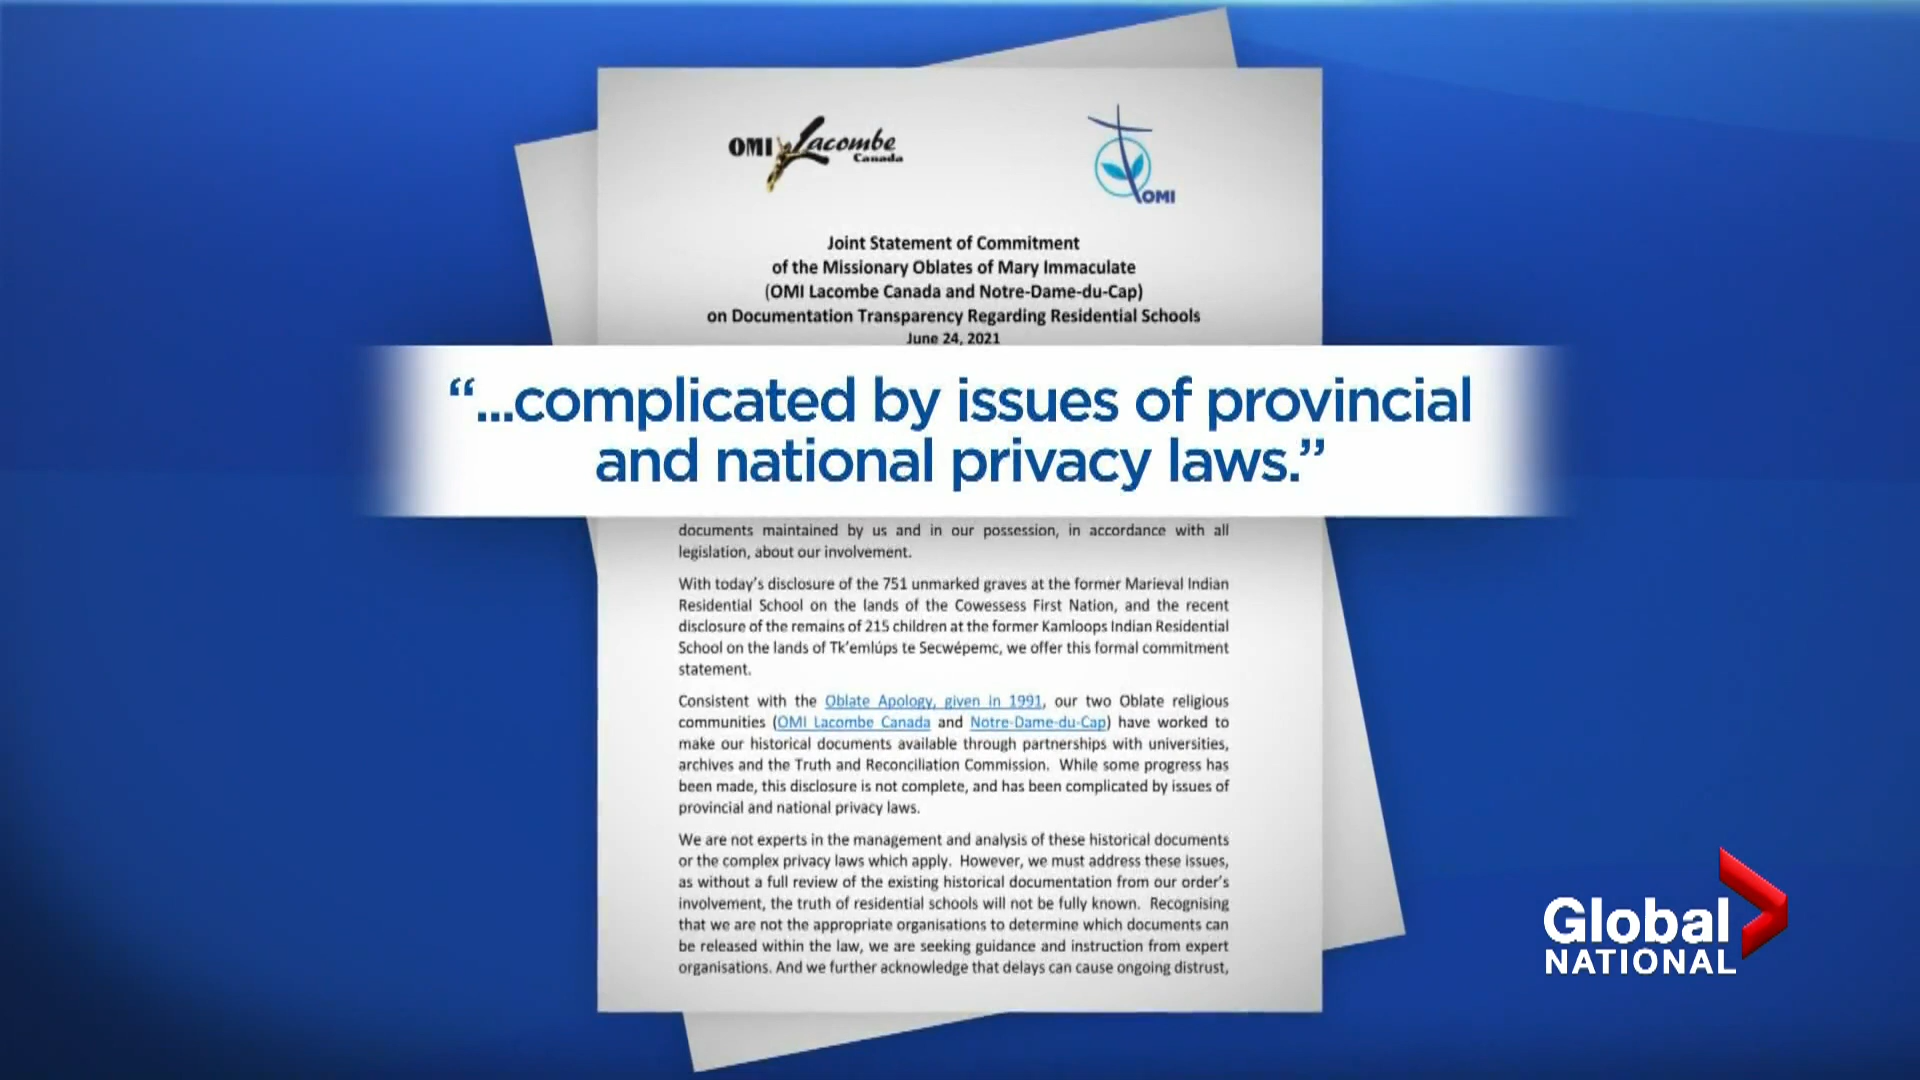 OMI Lacombe
Canada
OMI
Joint Statement of Commitment
of the Missionary Oblates of Mary Immaculate
(OMI Lacombe Canada and Notre-Dame-du-Cap)
on Documentation Transparency Regarding Residential Schools
June 24, 2021
“...complicated by issues of provincial
and national privacy laws.”
documents maintained by us and in our possession, in accordance with all
legislation, about our involvement.
With today’s disclosure of the 751 unmarked graves at the former Marieval Indian
Residential School on the lands of the Cowessess First Nation, and the recent
disclosure of the remains of 215 children at the former Kamloops Indian Residential
School on the lands of Tk’emlúps te Secwépemc, we offer this formal commitment
statement.
Consistent with the Oblate Apology, given in 1991, our two Oblate religious
communities (OMI Lacombe Canada and Notre-Dame-du-Cap) have worked to
make our historical documents available through partnerships with universities,
archives and the Truth and Reconciliation Commission. While some progress has
been made, this disclosure is not complete, and has been complicated by issues of
provincial and national privacy laws.
We are not experts in the management and analysis of these historical documents
or the complex privacy laws which apply. However, we must address these issues,
as without a full review of the existing historical documentation from our order’s
involvement, the truth of residential schools will not be fully known. Recognising
that we are not the appropriate organisations to determine which documents can
be released within the law, we are seeking guidance and instruction from expert
organisations. And we further acknowledge that delays can cause ongoing distrust,
Global
NATIONAL